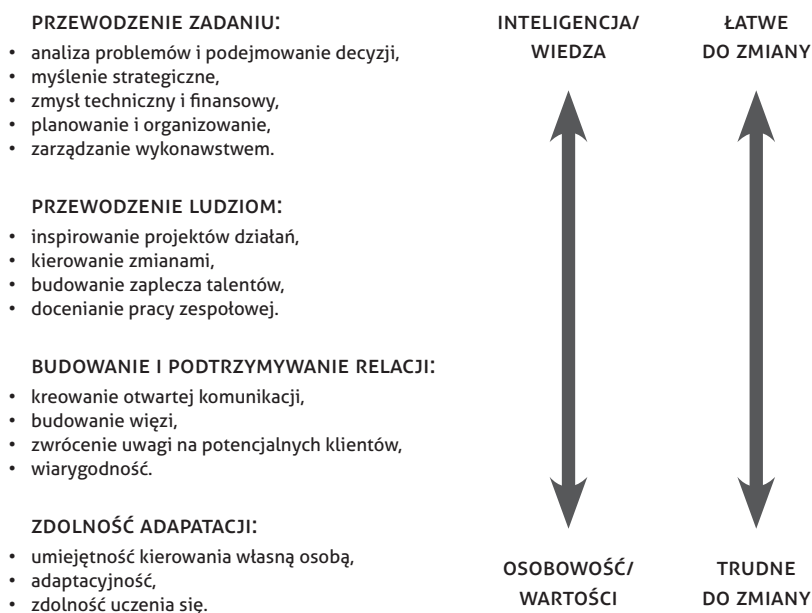 PRZEWODZENIE ZADANIU:
• analiza problemów i podejmowanie decyzji,
• myślenie strategiczne,
• zmysł techniczny i finansowy,
• planowanie i organizowanie,
• zarządzanie wykonawstwem.
PRZEWODZENIE LUDZIOM:
• inspirowanie projektów działań,
• kierowanie zmianami,
• budowanie zaplecza talentów,
• docenianie pracy zespołowej.
BUDOWANIE I PODTRZYMYWANIE RELACJI:
• kreowanie otwartej komunikacji,
• budowanie więzi,
• zwrócenie uwagi na potencjalnych klientów,
• wiarygodność.
ZDOLNOŚĆ ADAPATACJI:
• umiejętność kierowania własną osobą,
• adaptacyjność,
• zdolność uczenia się.
INTELIGENCJA/
WIEDZA
OSOBOWOŚĆ/
WARTOŚCI
ŁATWE
DO ZMIANY
TRUDNE
DO ZMIANY